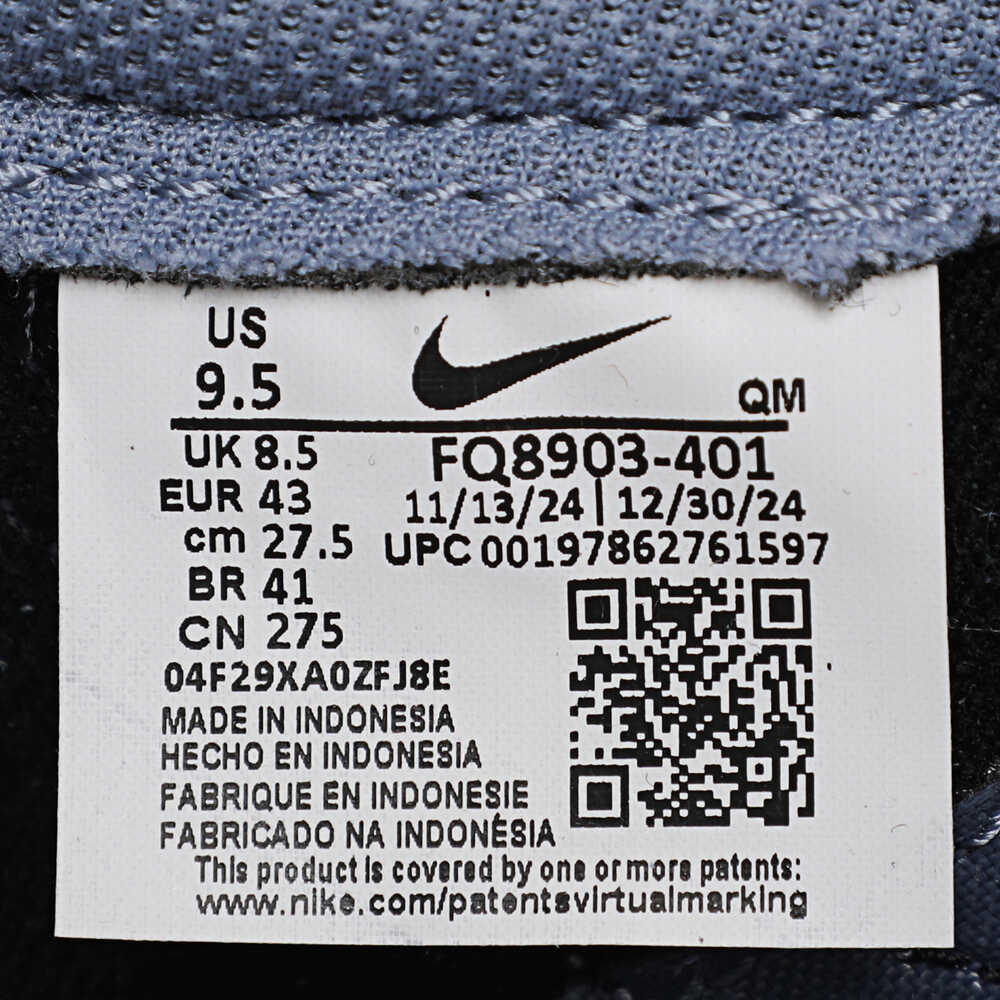 US
9.5
QM
UK 8.5
FQ8903-401
EUR 43
11/13/24 | 12/30/24
cm 27.5
UPC 00197862761597
BR 41
CN 275
04F29XA0ZFJ8E
MADE IN INDONESIA
HECHO EN INDONESIA
FABRIQUE EN INDONESIE
FABRICADO NA INDONÉSIA
This product is covered by one or more patents:
www.nike.com/patentsvirtualmarking